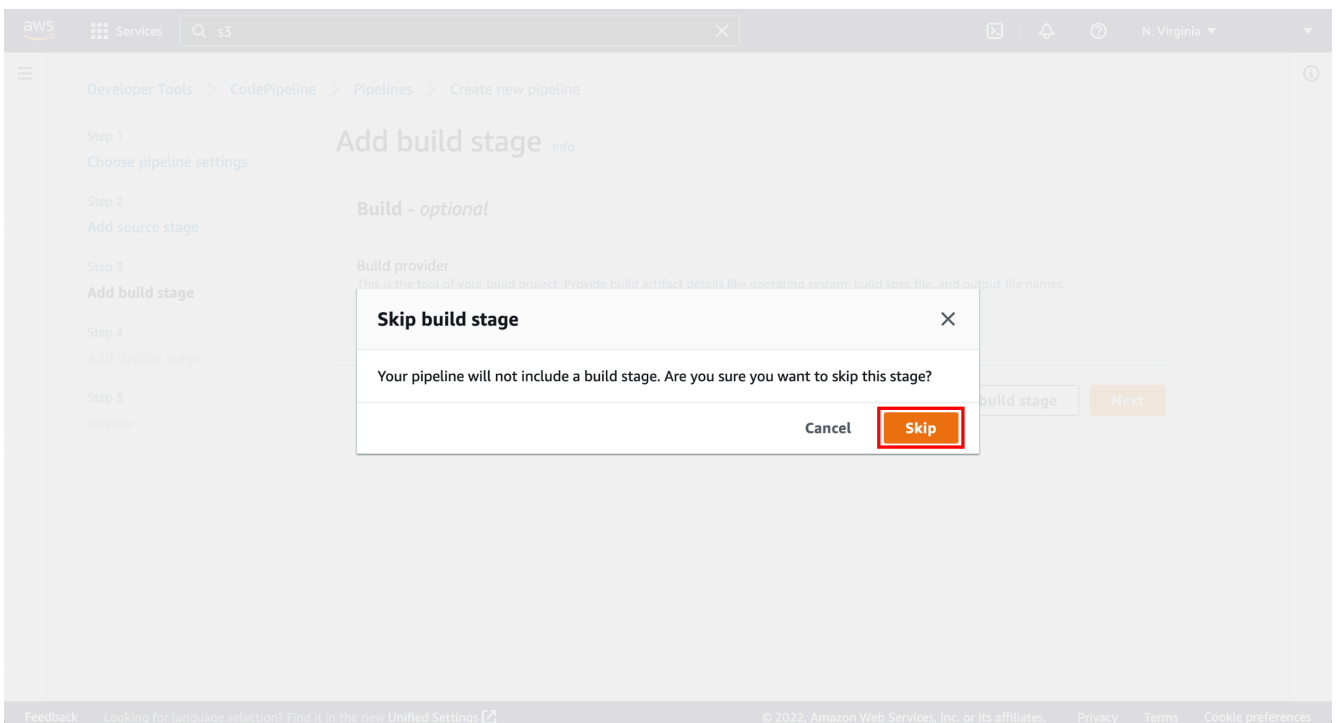 aws Services s3 N. Virginia
Developer Tools > CodePipeline > Pipelines > Create new pipeline
Step 1
Choose pipeline settings
Step 2
Add source stage
Step 3
Add build stage
Step 4
Add deploy stage
Step 5
Review
Add build stage Info
Build - optional
Build provider
This is the tool of your build project. Provide build artifact details like operating system, build spec file, and output file names.
build stage Next
Skip build stage
Your pipeline will not include a build stage. Are you sure you want to skip this stage?
Cancel Skip
Feedback Looking for language selection? Find it in the new Unified Settings © 2022, Amazon Web Services, Inc. or its affiliates. Privacy Terms Cookie preferences